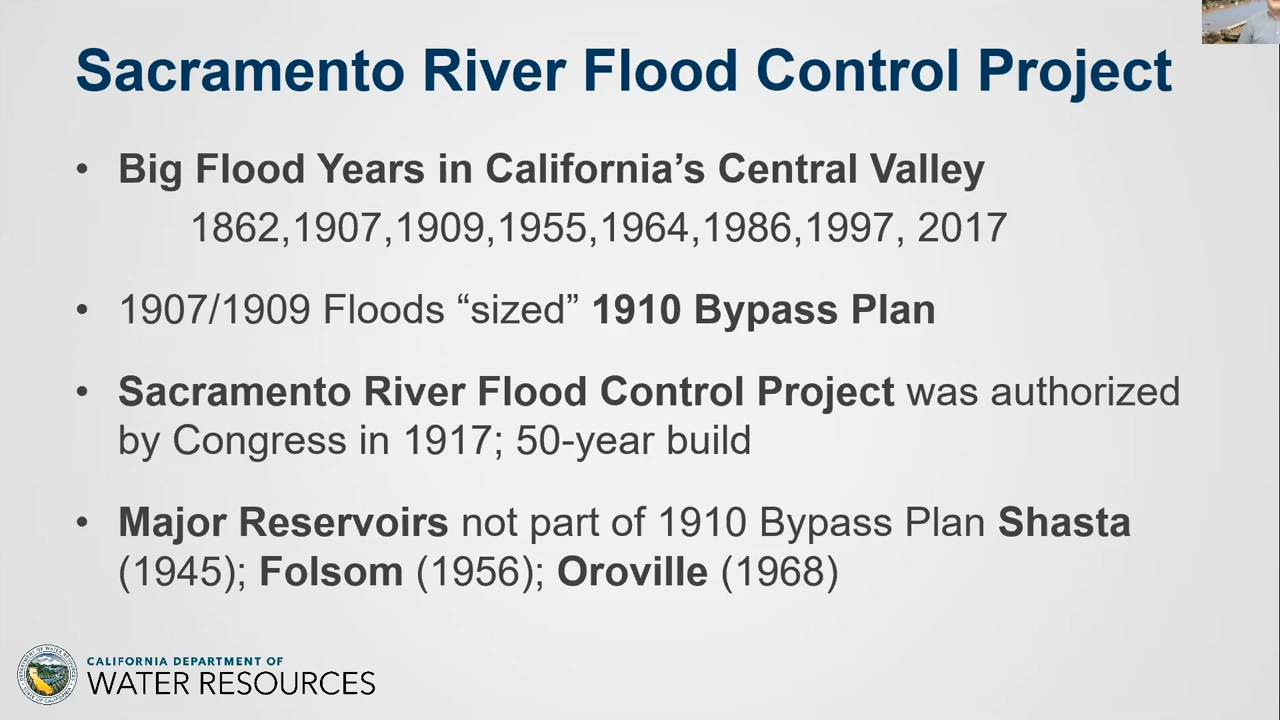 Sacramento River Flood Control Project
• Big Flood Years in California’s Central Valley
1862,1907,1909,1955,1964,1986,1997, 2017
• 1907/1909 Floods “sized” 1910 Bypass Plan
• Sacramento River Flood Control Project was authorized
by Congress in 1917; 50-year build
• Major Reservoirs not part of 1910 Bypass Plan Shasta
(1945); Folsom (1956); Oroville (1968)
CALIFORNIA DEPARTMENT OF
WATER RESOURCES